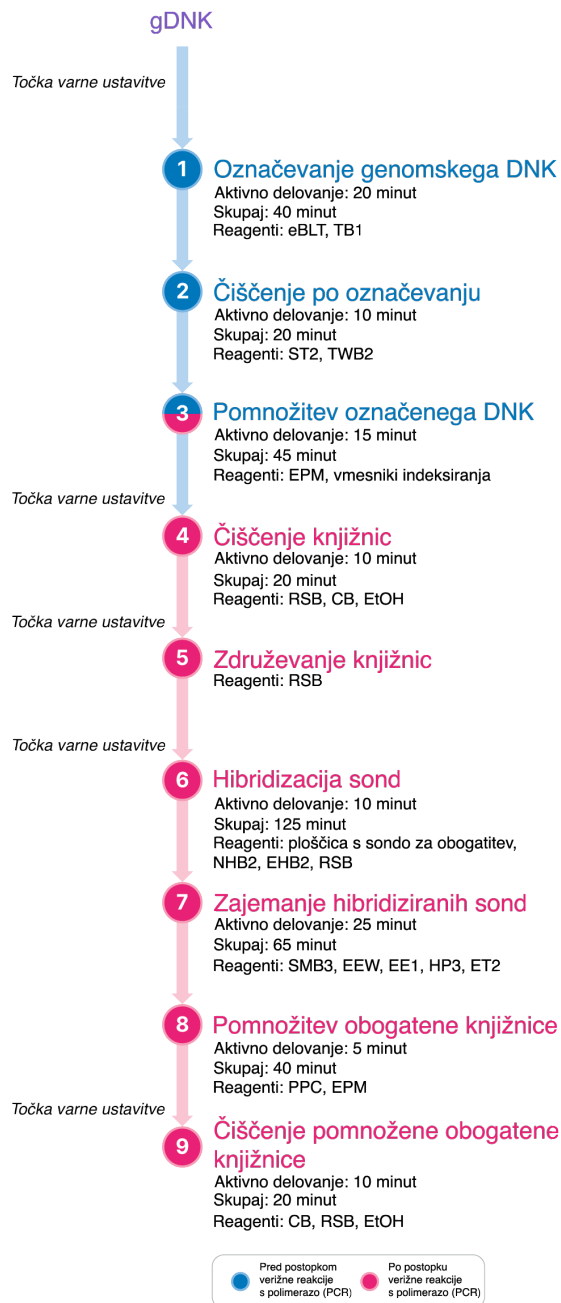 gDNK
Točka varne ustavitve
1 Označevanje genomskega DNK
Aktivno delovanje: 20 minut
Skupaj: 40 minut
Reagenti: eBLT, TB1
2 Čiščenje po označevanju
Aktivno delovanje: 10 minut
Skupaj: 20 minut
Reagenti: ST2, TWB2
3 Pomnožitev označenega DNK
Aktivno delovanje: 15 minut
Skupaj: 45 minut
Reagenti: EPM, vmesniki indeksiranja
Točka varne ustavitve
4 Čiščenje knjižnic
Aktivno delovanje: 10 minut
Skupaj: 20 minut
Reagenti: RSB, CB, EtOH
Točka varne ustavitve
5 Združevanje knjižnic
Reagenti: RSB
Točka varne ustavitve
6 Hibridizacija sond
Aktivno delovanje: 10 minut
Skupaj: 125 minut
Reagenti: ploščica s sondo za obogatitev,
NHB2, EHB2, RSB
7 Zajemanje hibridiziranih sond
Aktivno delovanje: 25 minut
Skupaj: 65 minut
Reagenti: SMB3, EEW, EE1, HP3, ET2
8 Pomnožitev obogatene knjižnice
Aktivno delovanje: 5 minut
Skupaj: 40 minut
Reagenti: PPC, EPM
Točka varne ustavitve
9 Čiščenje pomnožene obogatene
knjižnice
Aktivno delovanje: 10 minut
Skupaj: 20 minut
Reagenti: CB, RSB, EtOH
Pred postopkom
verižne reakcije
s polimerazo (PCR)
Po postopku
verižne reakcije
s polimerazo (PCR)